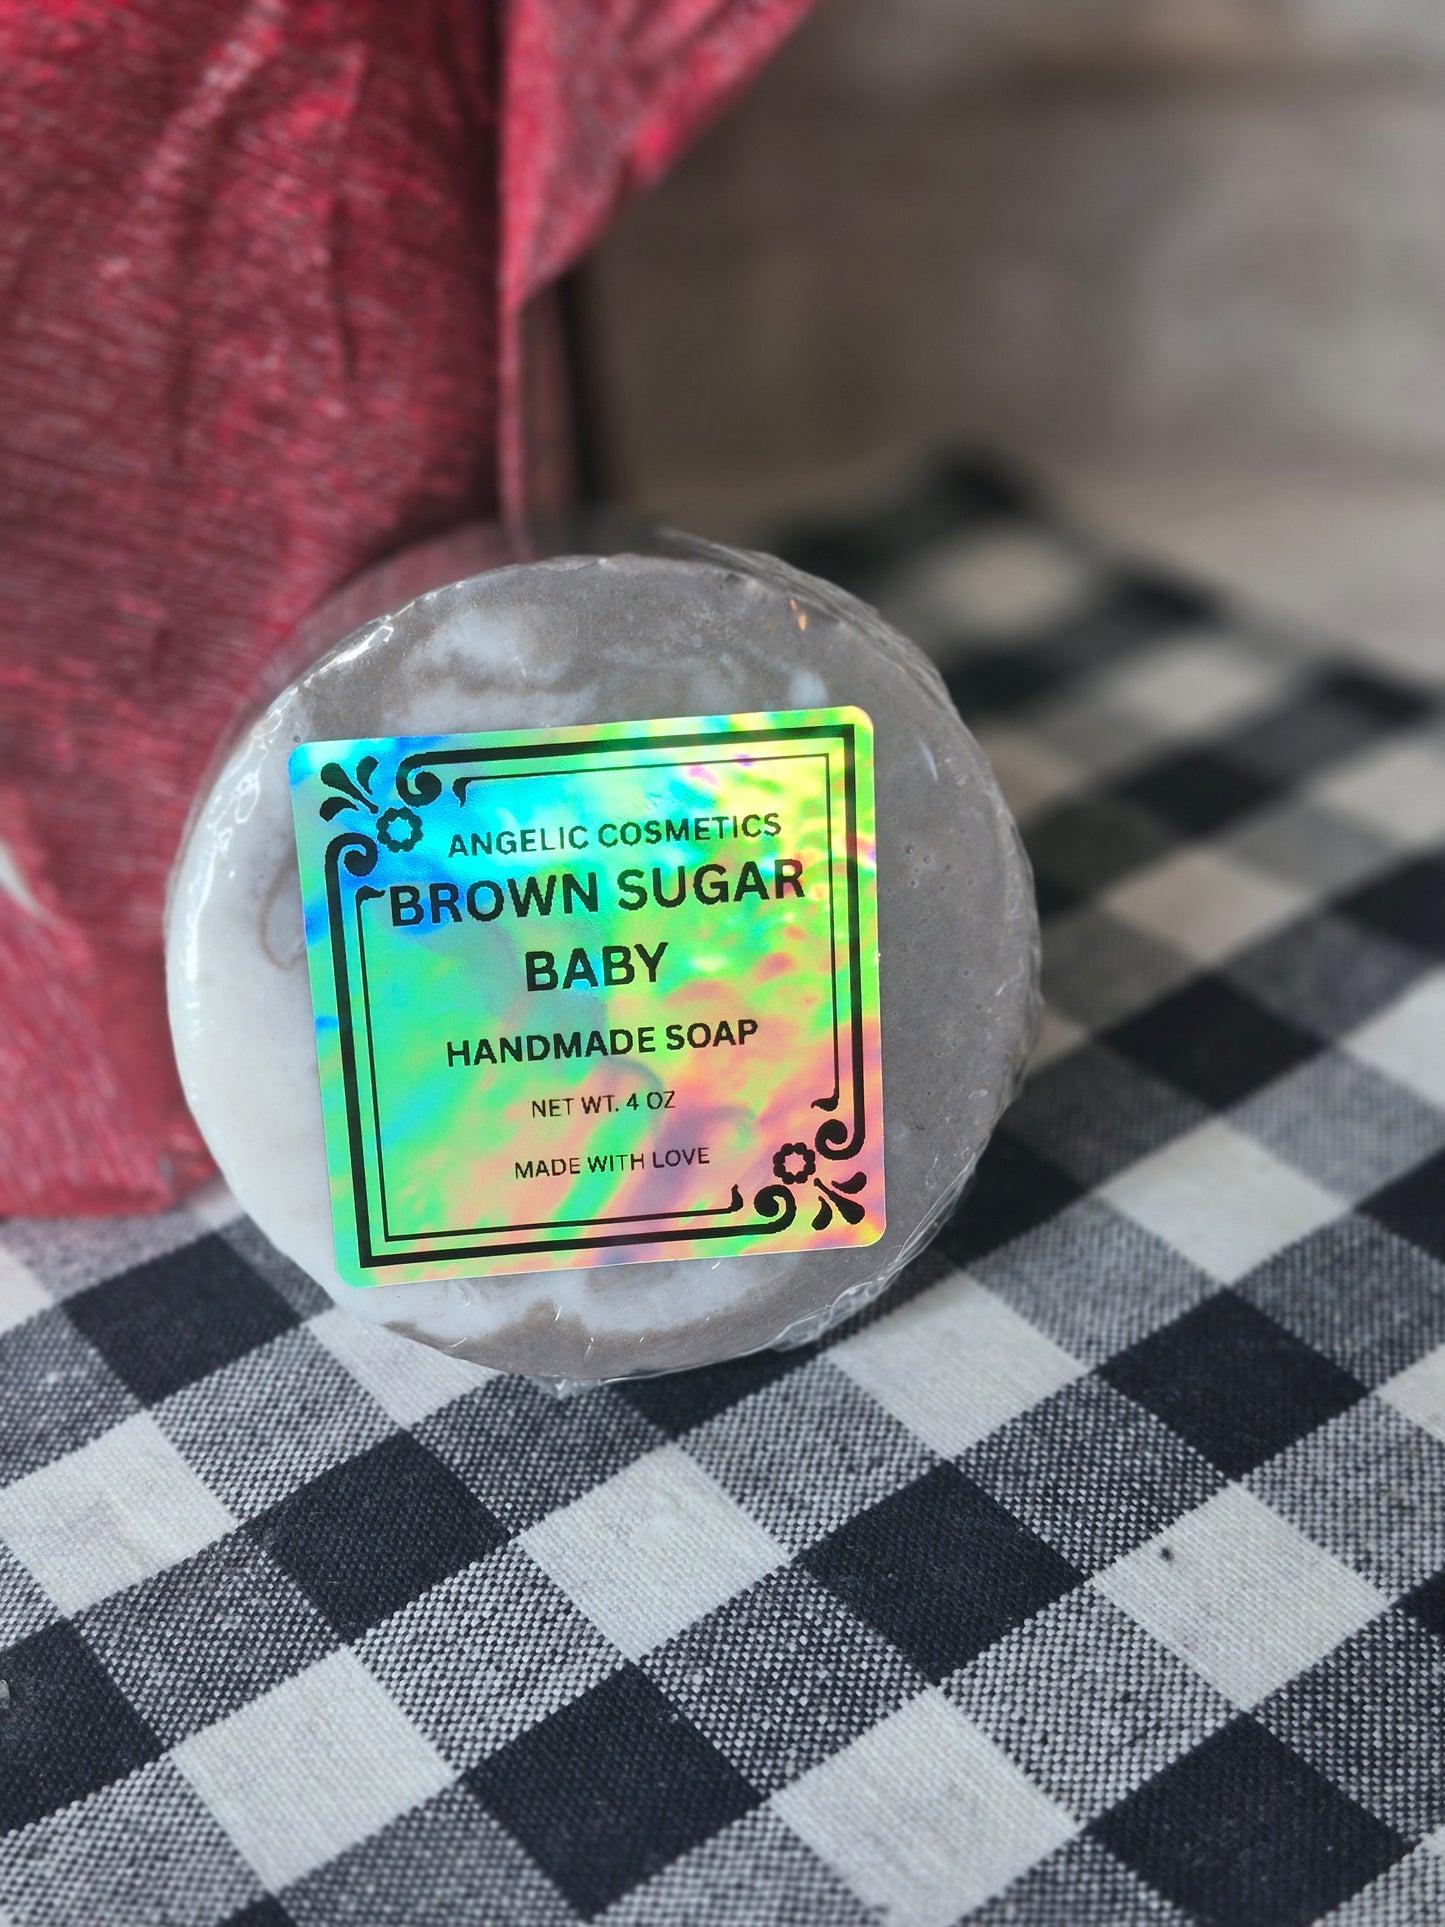 ANGELIC COSMETICS
BROWN SUGAR
BABY
HANDMADE SOAP
NET WT. 4 OZ
MADE WITH LOVE